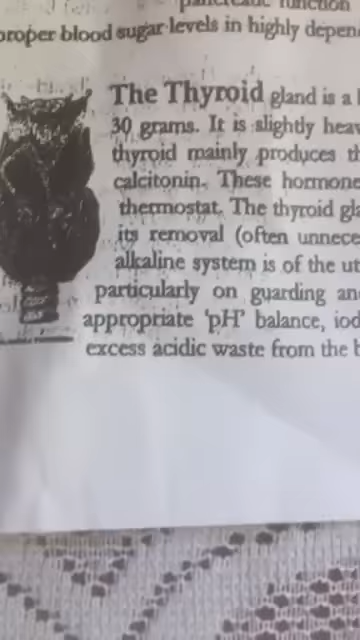 pancreatic function
proper blood sugar levels in highly depen
The Thyroid gland is a
30 grams. It is slightly heav
thyroid mainly produces th
calcitonin. These hormone
thermostat. The thyroid gla
its removal (often unnece
alkaline system is of the ut
particularly on guarding an
appropriate 'pH' balance, iod
excess acidic waste from the b